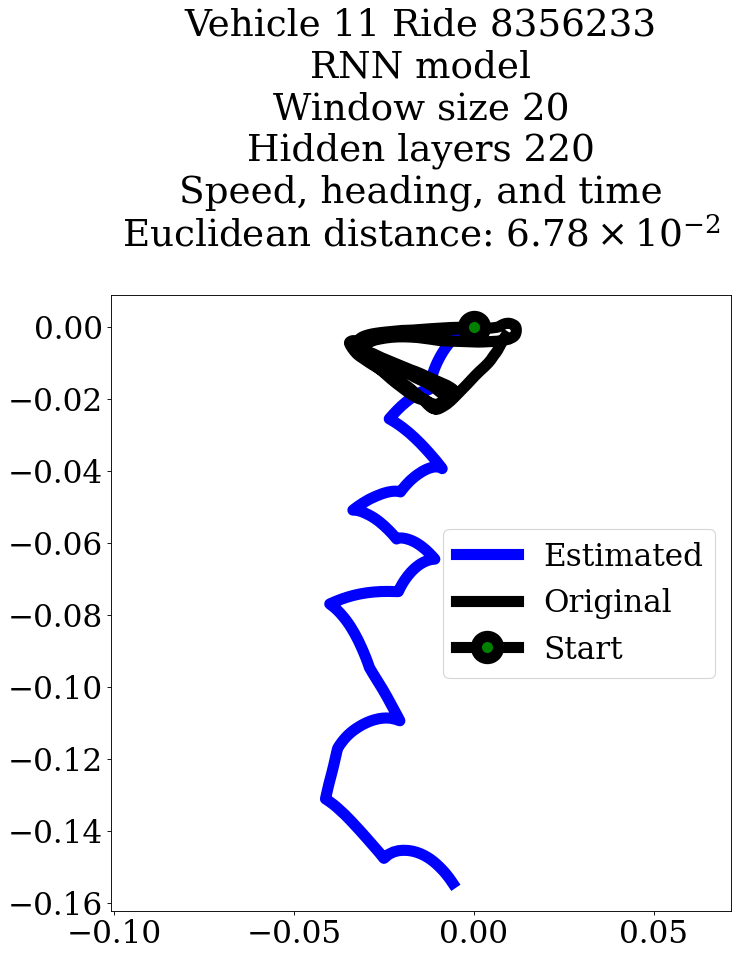 Vehicle 11 Ride 8356233
RNN model
Window size 20
Hidden layers 220
Speed, heading, and time
Euclidean distance: 6.78 × 10⁻²
0.00
−0.02
−0.04
−0.06
−0.08
−0.10
−0.12
−0.14
−0.16
Estimated
Original
Start
−0.10
−0.05
0.00
0.05